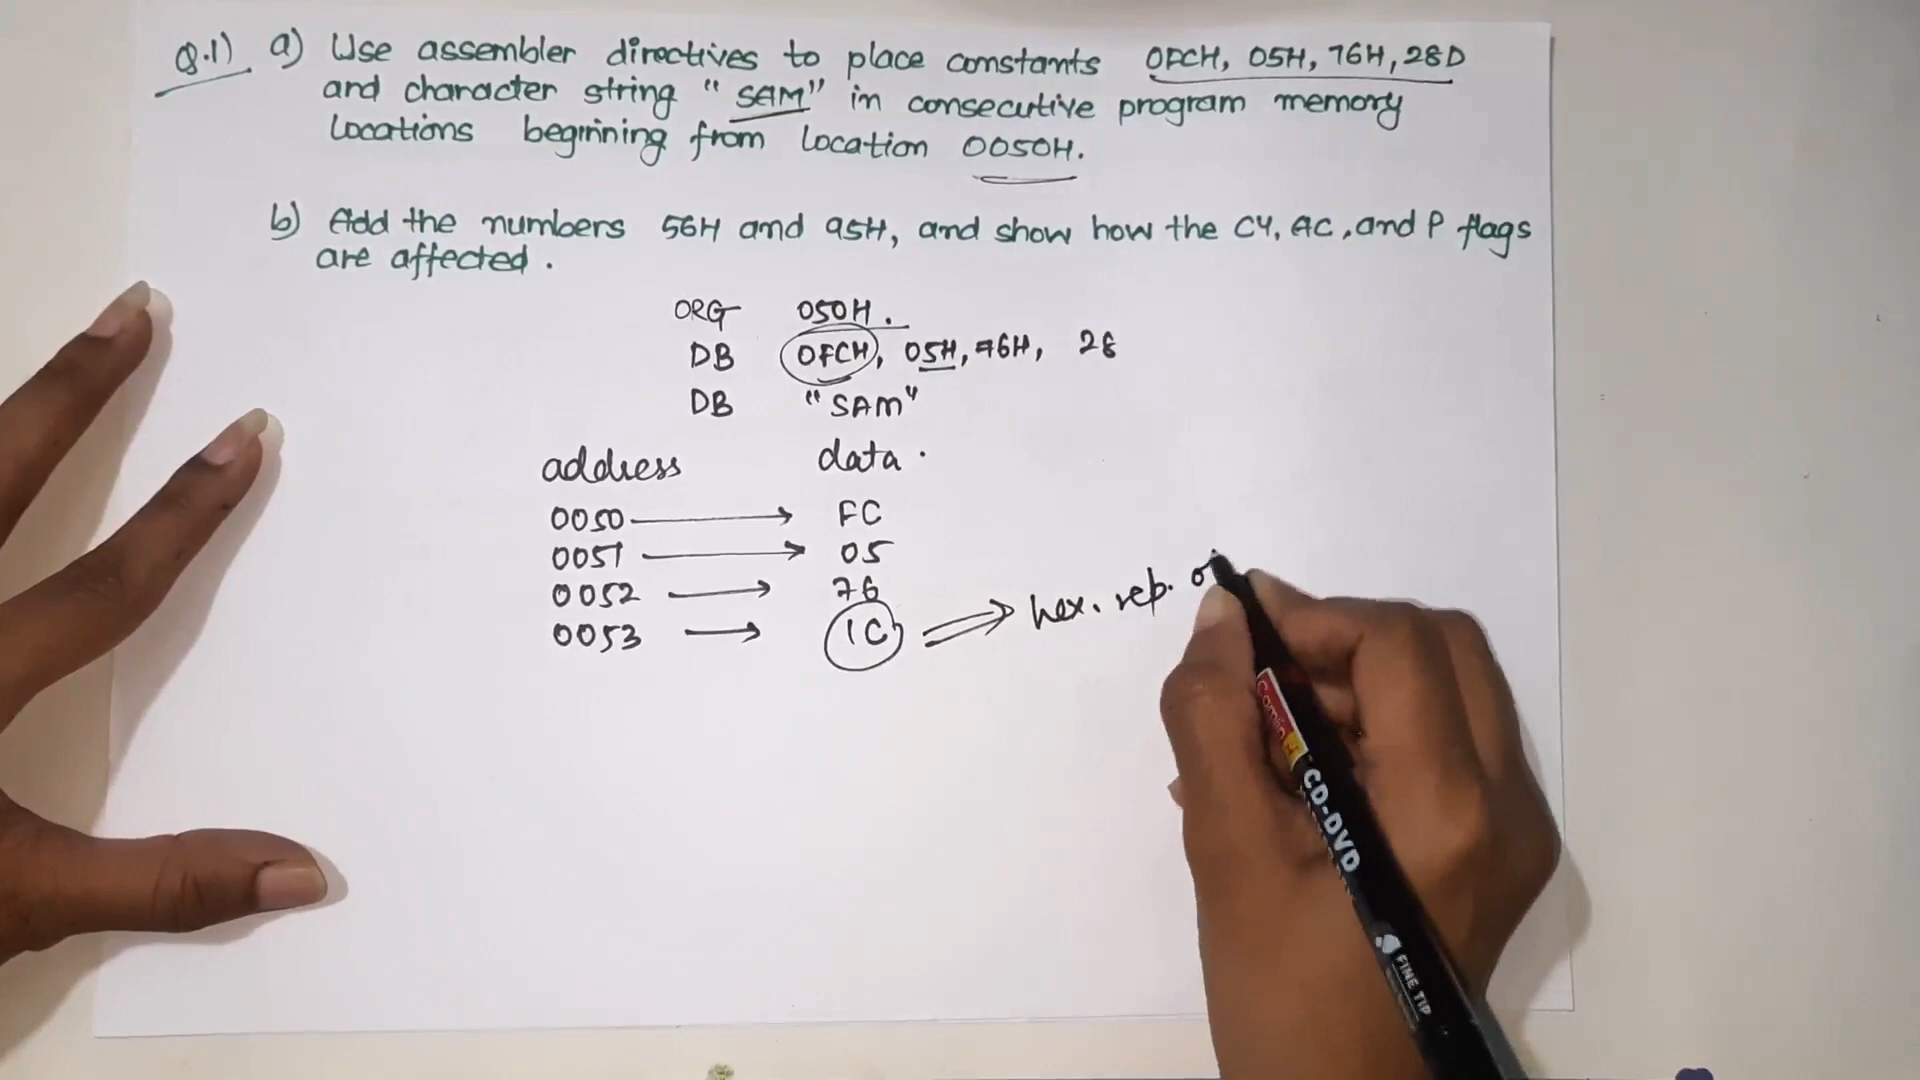 Q.1) a) Use assembler directives to place constants 0FCH, 05H, 76H, 28D
and character string "SAM" in consecutive program memory
locations beginning from location 0050H.
b) Add the numbers 56H and 95H, and show how the CY, AC, and P flags
are affected.
ORG 050H.
DB 0FCH, 05H, 76H, 28
DB "SAM"
address data.
0050 → FC
0051 → 05
0052 → 76
0053 → 1C ⇒ hex. rep. o
Camlin
CD-DVD
FINE TIP